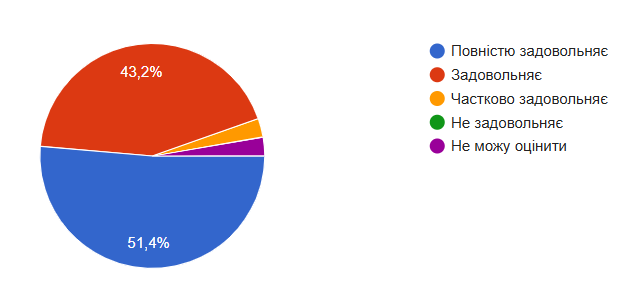 43,2%
51,4%
Повністю задовольняє
Задовольняє
Частково задовольняє
Не задовольняє
Не можу оцінити